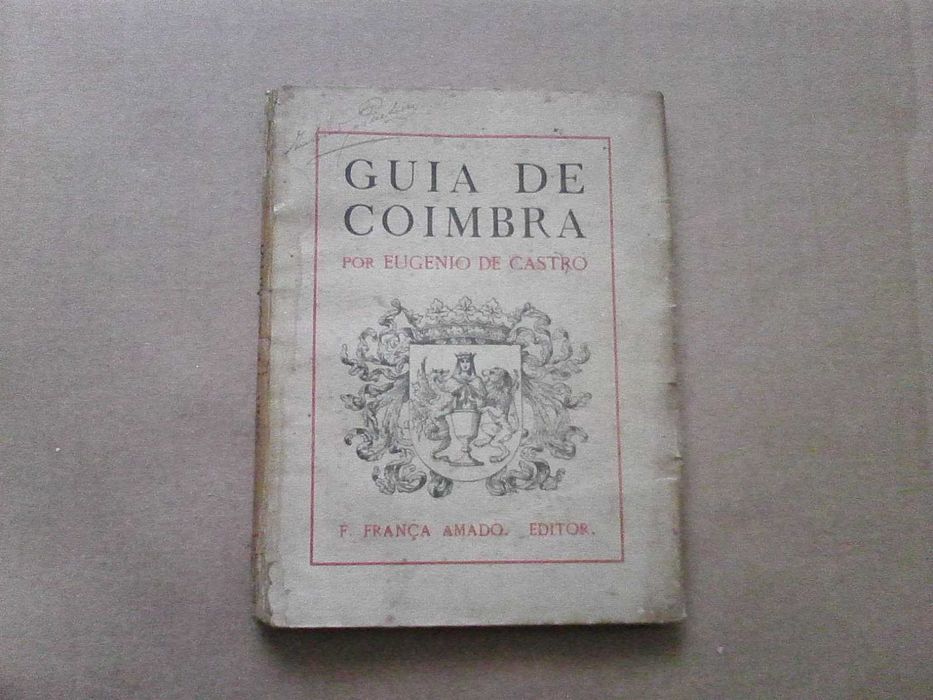 GUIA DE
COIMBRA
POR EUGENIO DE CASTRO
F. FRANÇA AMADO. EDITOR.